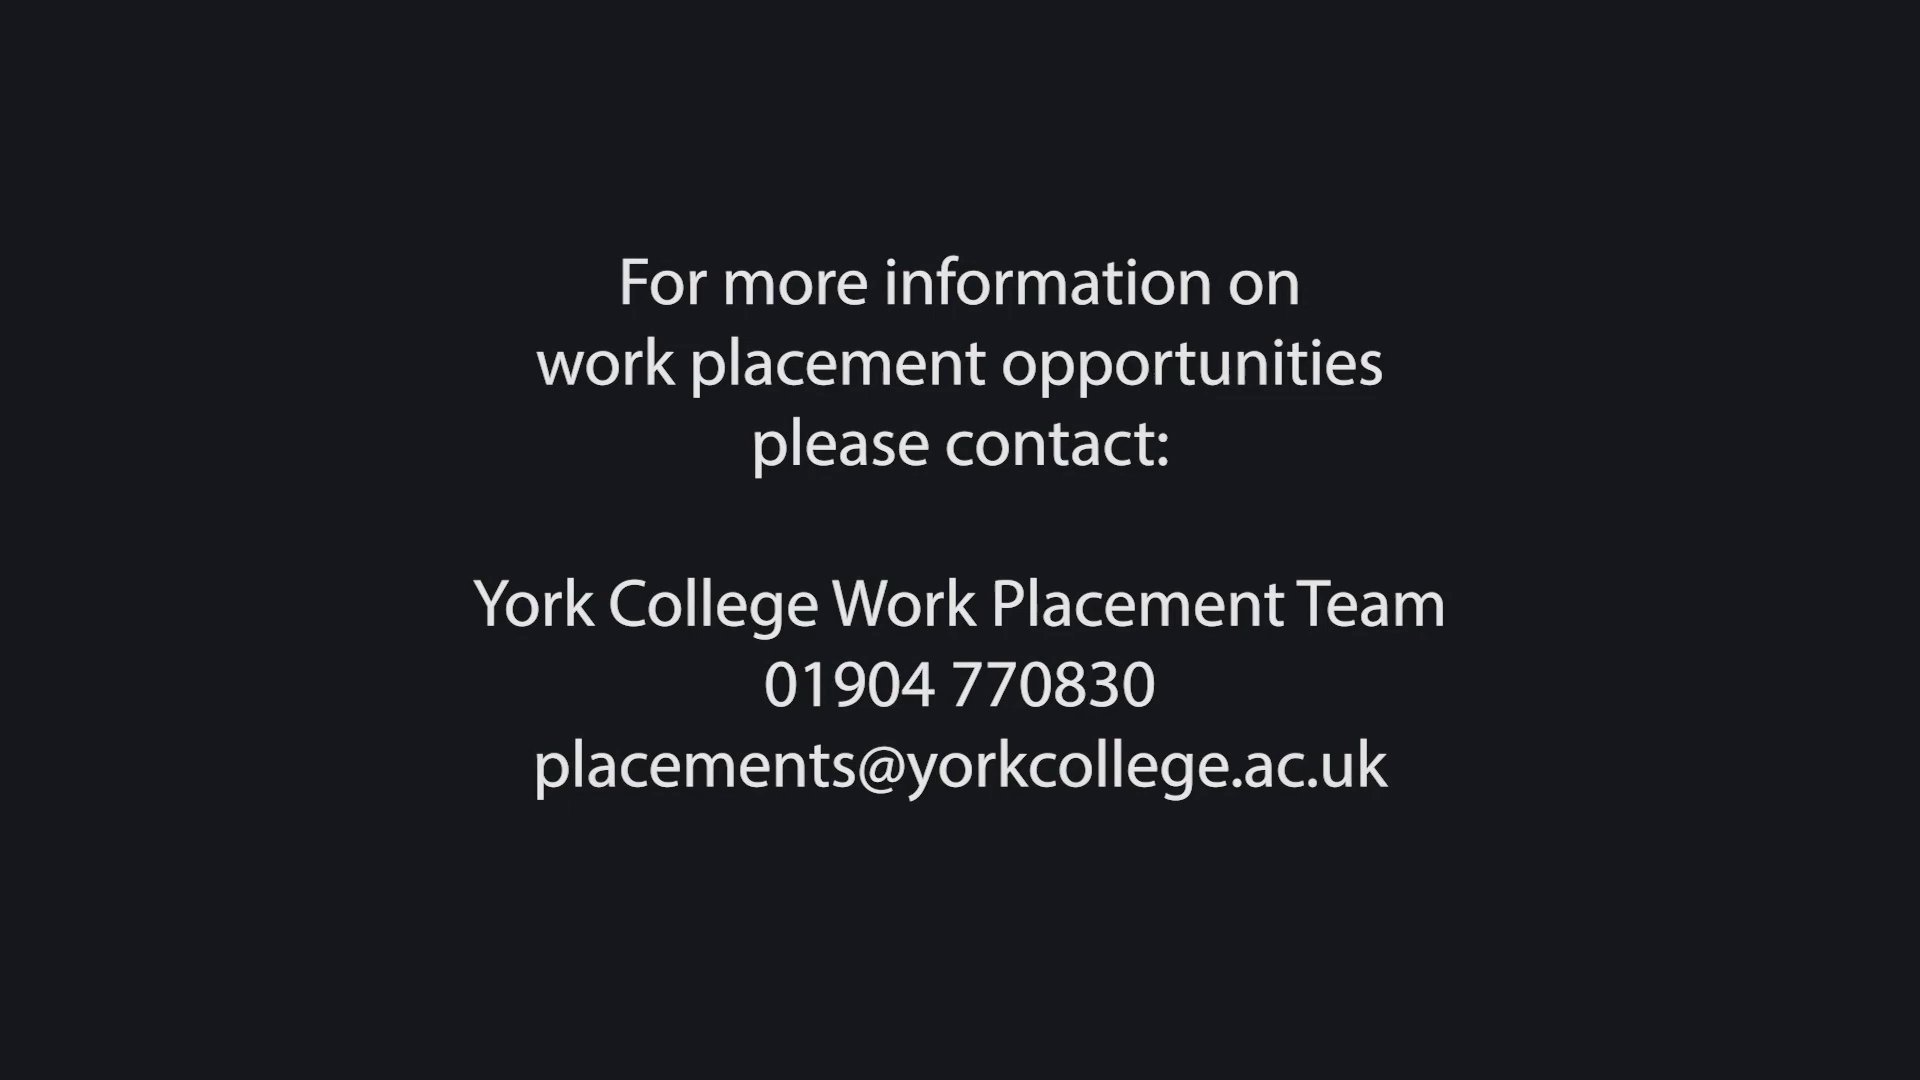 For more information on
work placement opportunities
please contact:
York College Work Placement Team
01904 770830
placements@yorkcollege.ac.uk